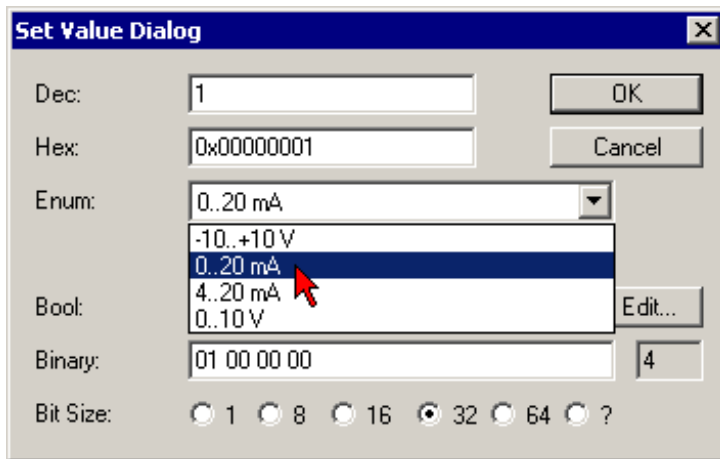 Set Value Dialog
Dec: 1 OK
Hex: 0x00000001 Cancel
Enum: 0..20 mA
-10..+10 V
0..20 mA
4..20 mA
0..10 V
Bool: Edit...
Binary: 01 00 00 00 4
Bit Size: 1 8 16 32 64 ?